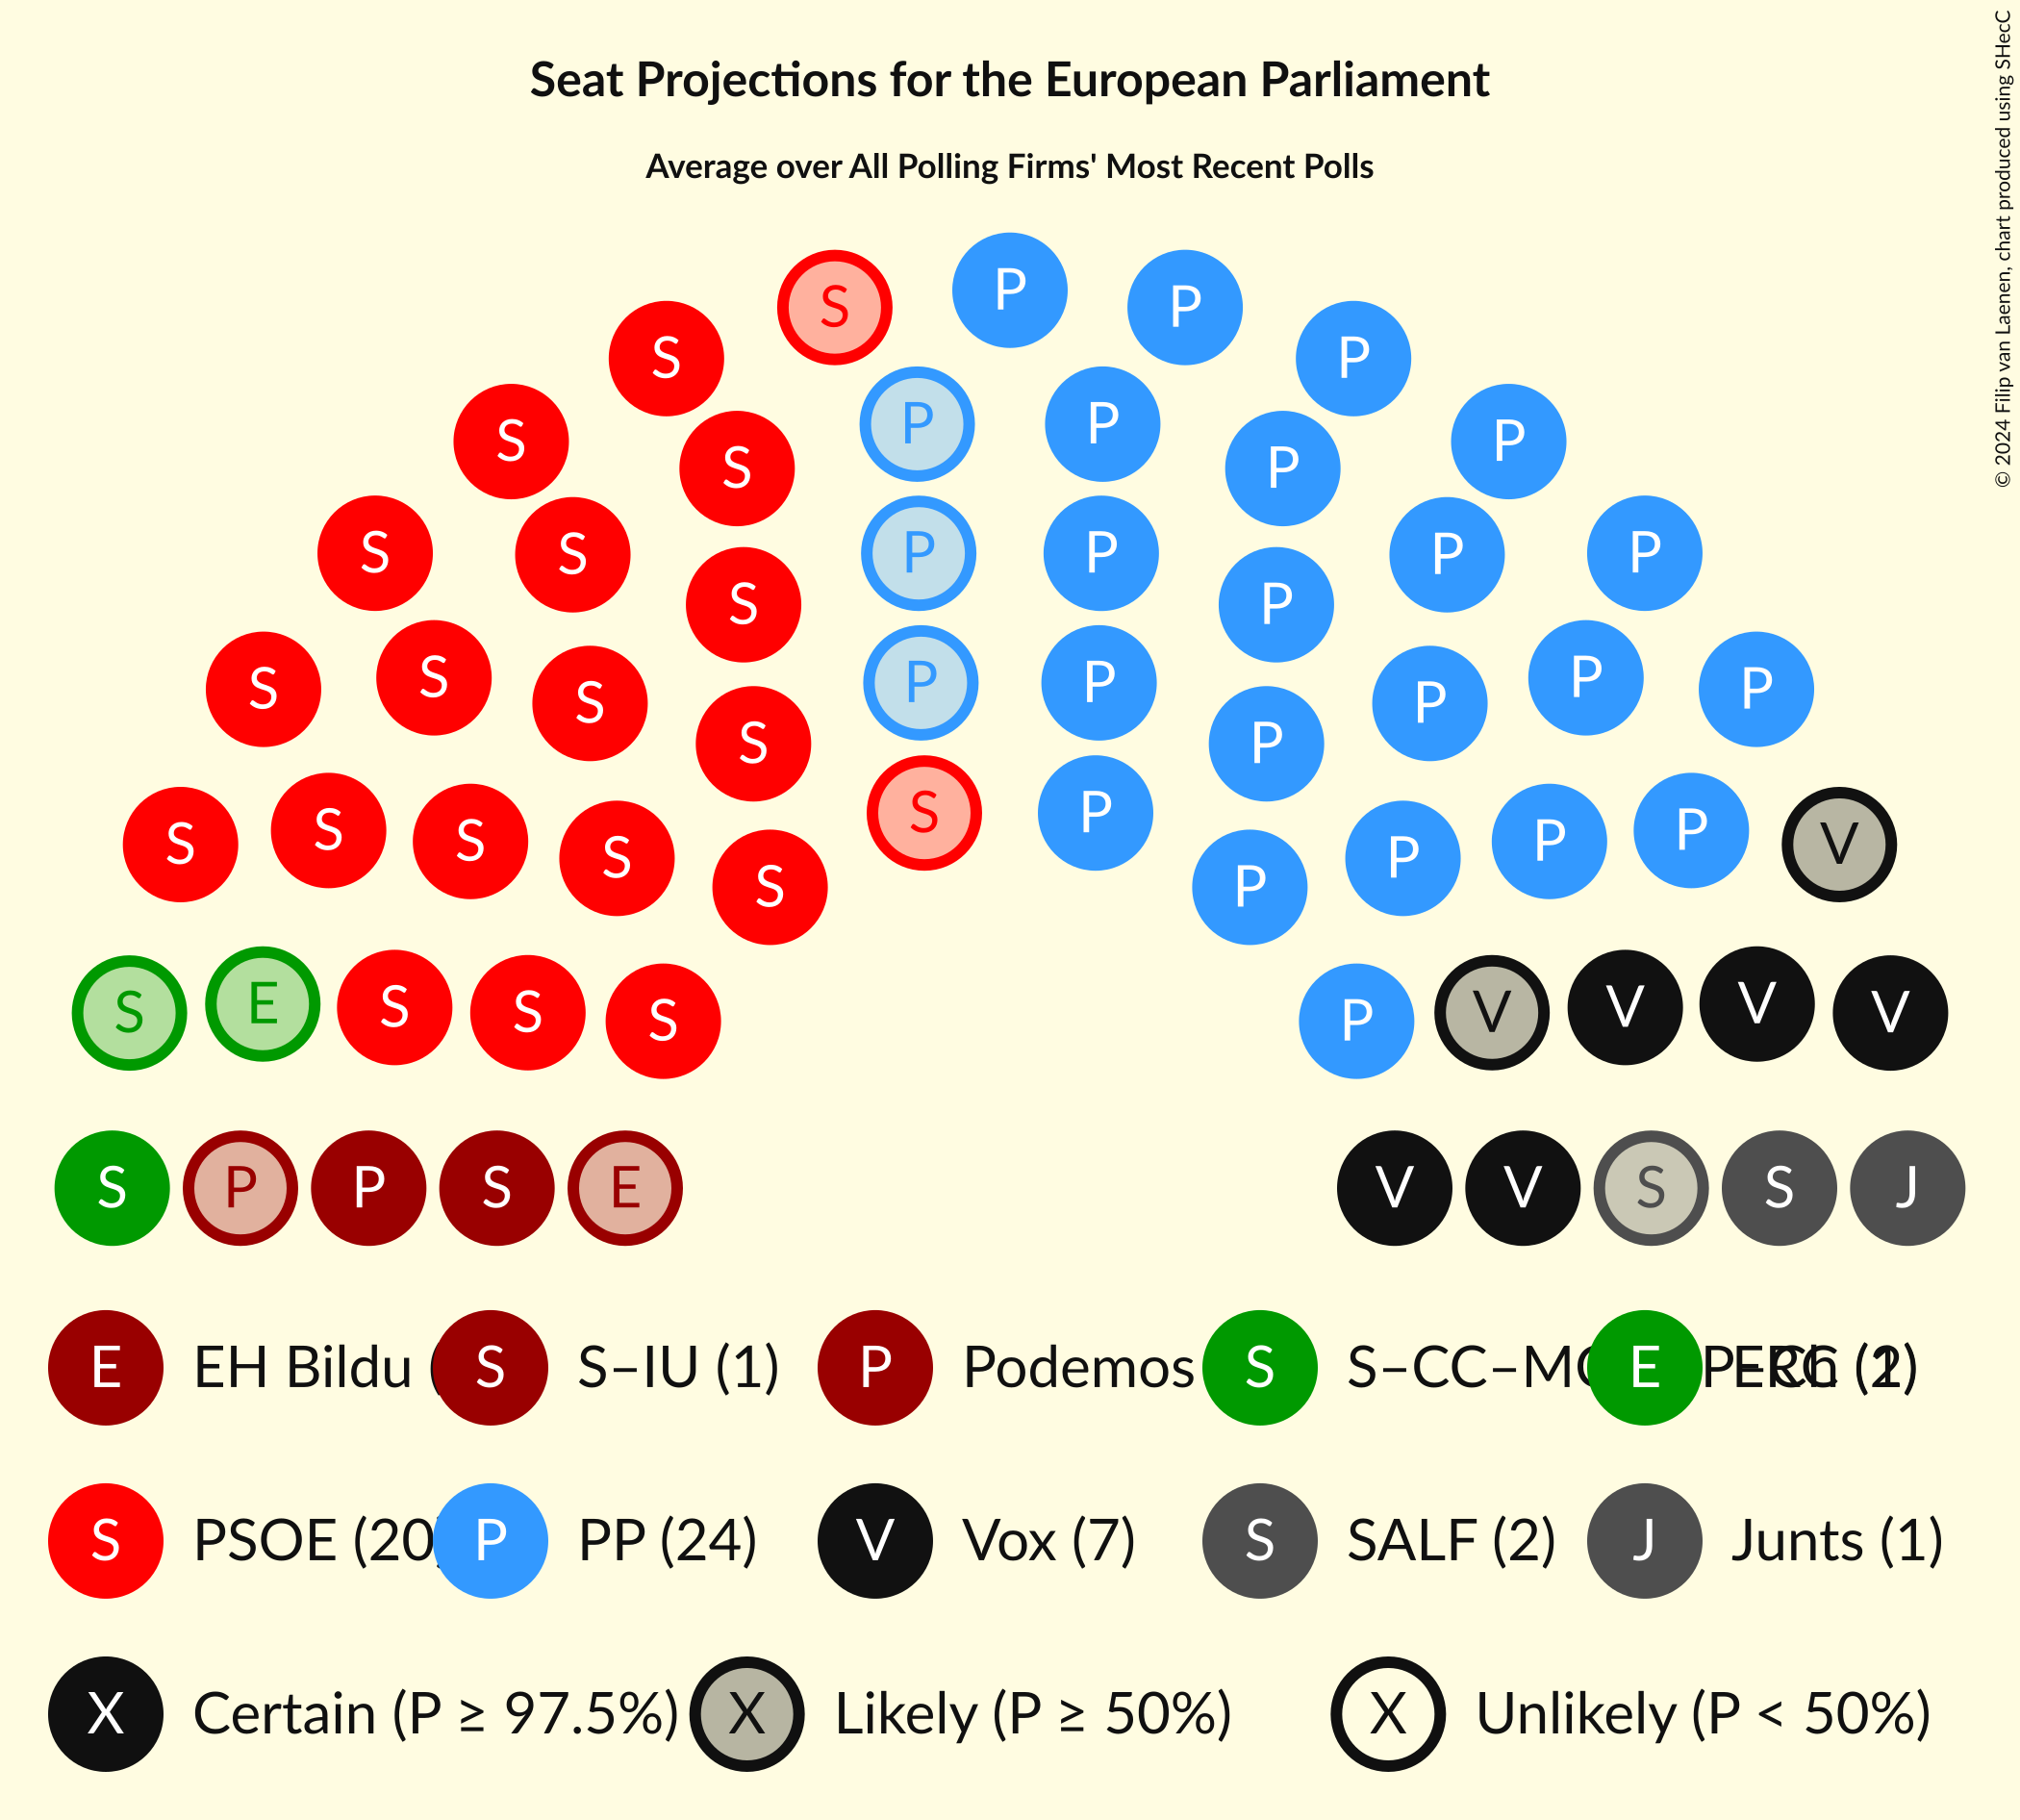 Seat Projections for the European Parliament
Average over All Polling Firms' Most Recent Polls
© 2024 Filip van Laenen, chart produced using SHecC
S P P
S P
S P P P
S S P P
S P P
S S P P
S S P P
S S P P
S P P P
S S P P
S P
S P
S S P P
S S P V
S S P P
E S P V V
S S V V
S P
S P P S E V V S S J
E EH Bildu S S–IU (1) P Podemos S S–CC–M E ERC (1)
S PSOE (20 P PP (24) V Vox (7) S SALF (2) J Junts (1)
X Certain (P ≥ 97.5%) X Likely (P ≥ 50%) X Unlikely (P < 50%)